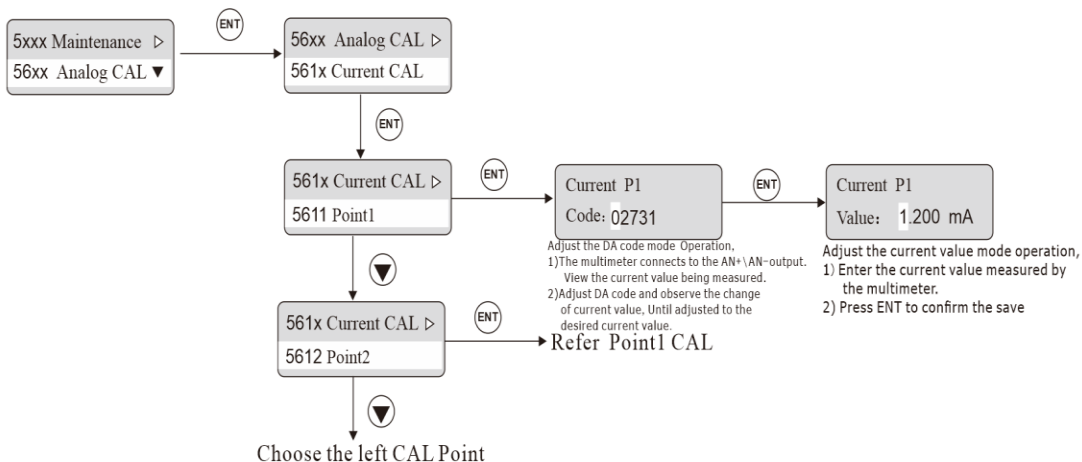 ENT
5xxx Maintenance ▷
56xx Analog CAL ▼
56xx Analog CAL ▷
561x Current CAL
ENT
561x Current CAL ▷
5611 Point1
ENT
Current P1
Code: 02731
ENT
Current P1
Value: 1.200 mA
Adjust the DA code mode Operation,
1)The multimeter connects to the AN+\AN-output.
View the current value being measured.
2)Adjust DA code and observe the change
of current value, Until adjusted to the
desired current value.
Adjust the current value mode operation,
1) Enter the current value measured by
the multimeter.
2) Press ENT to confirm the save
▼
561x Current CAL ▷
5612 Point2
ENT
Refer Point1 CAL
▼
Choose the left CAL Point